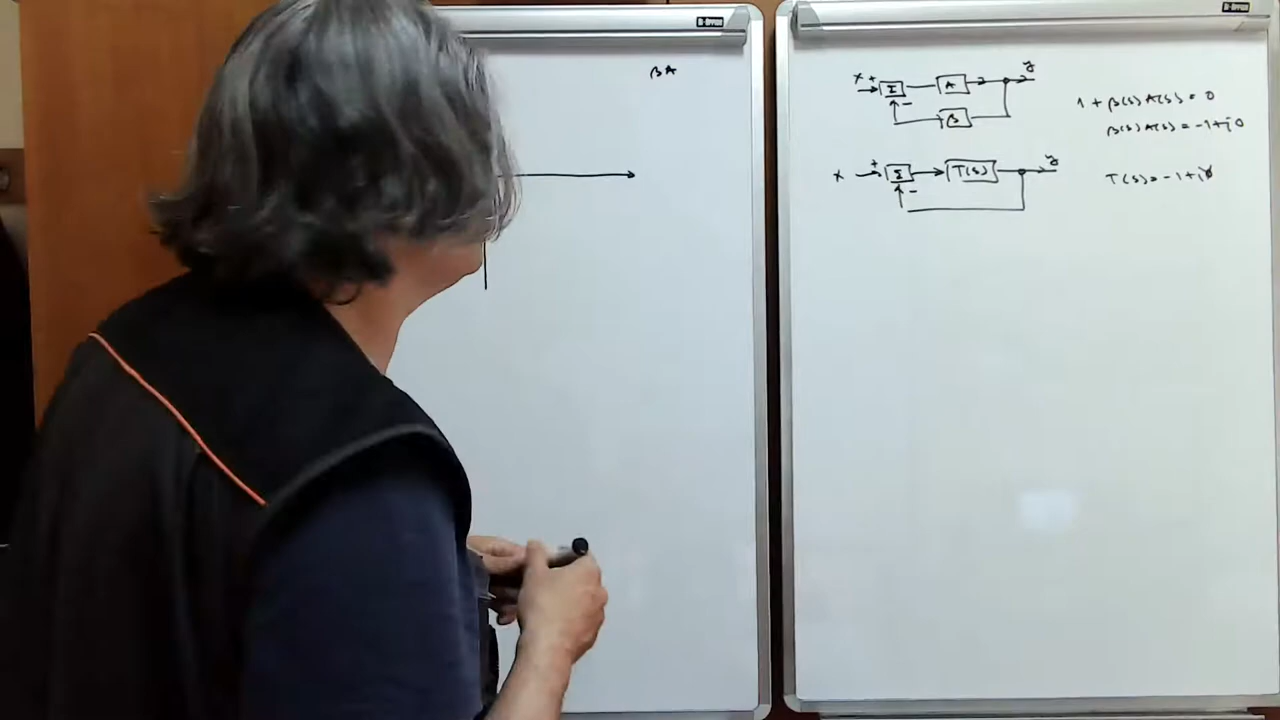 βA
x + Σ A y
- β
1 + β(s)A(s) = 0
β(s)A(s) = -1+j0
x + Σ T(s) y
-
T(s) = -1+j0